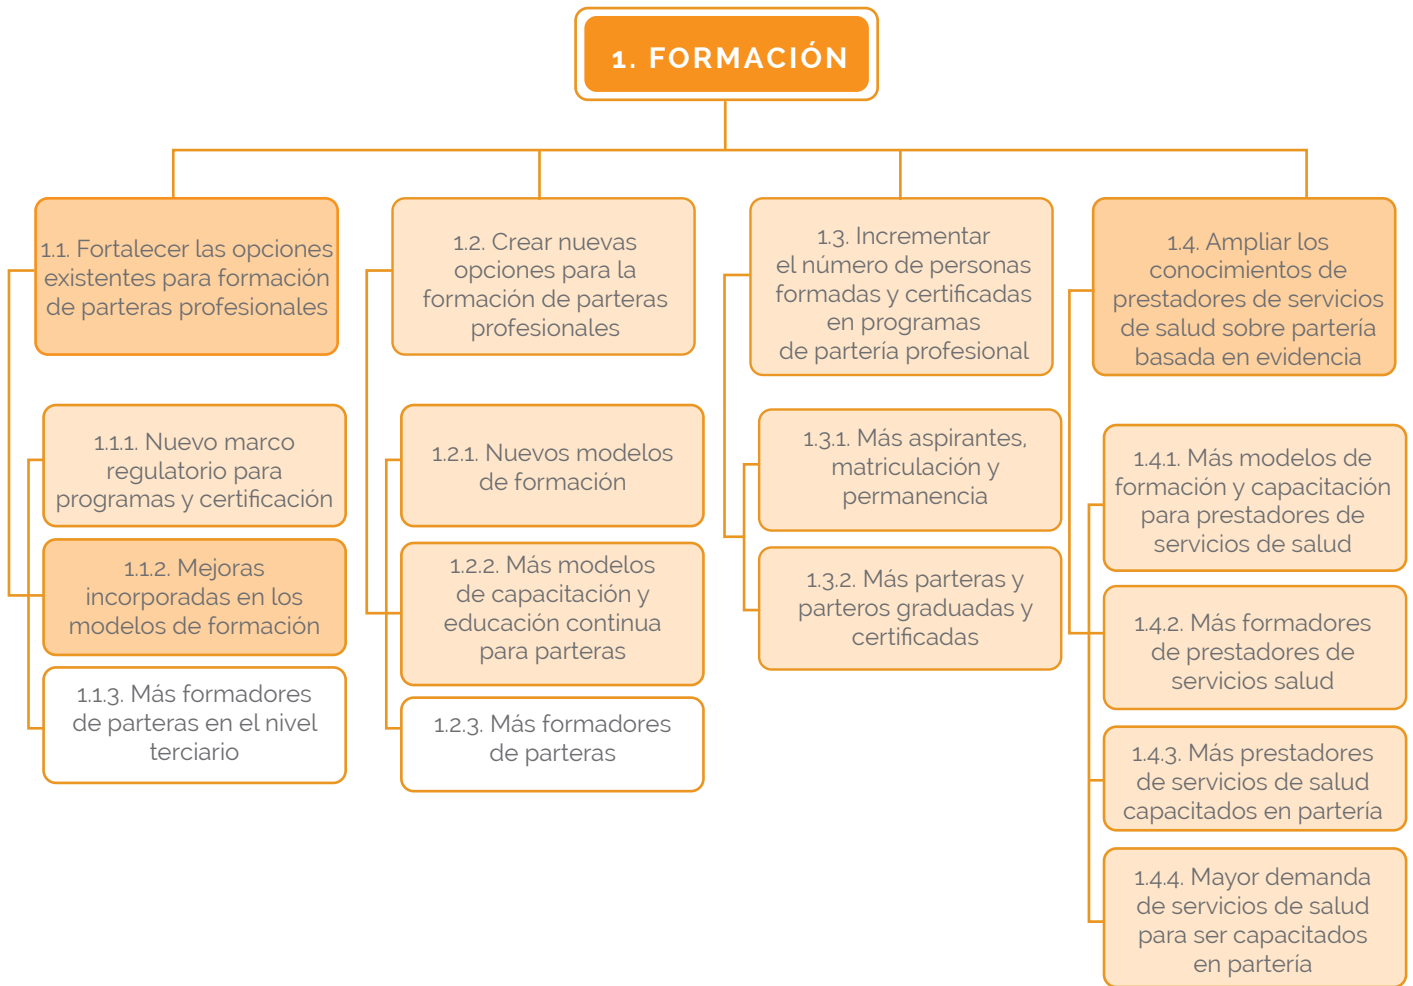 1. FORMACIÓN
1.1. Fortalecer las opciones
existentes para formación
de parteras profesionales
1.1.1. Nuevo marco
regulatorio para
programas y certificación
1.1.2. Mejoras
incorporadas en los
modelos de formación
1.1.3. Más formadores
de parteras en el nivel
terciario
1.2. Crear nuevas
opciones para la
formación de parteras
profesionales
1.2.1. Nuevos modelos
de formación
1.2.2. Más modelos
de capacitación y
educación continua
para parteras
1.2.3. Más formadores
de parteras
1.3. Incrementar
el número de personas
formadas y certificadas
en programas
de partería profesional
1.3.1. Más aspirantes,
matriculación y
permanencia
1.3.2. Más parteras y
parteros graduadas y
certificadas
1.4. Ampliar los
conocimientos de
prestadores de servicios
de salud sobre partería
basada en evidencia
1.4.1. Más modelos de
formación y capacitación
para prestadores de
servicios de salud
1.4.2. Más formadores
de prestadores de
servicios salud
1.4.3. Más prestadores
de servicios de salud
capacitados en partería
1.4.4. Mayor demanda
de servicios de salud
para ser capacitados
en partería